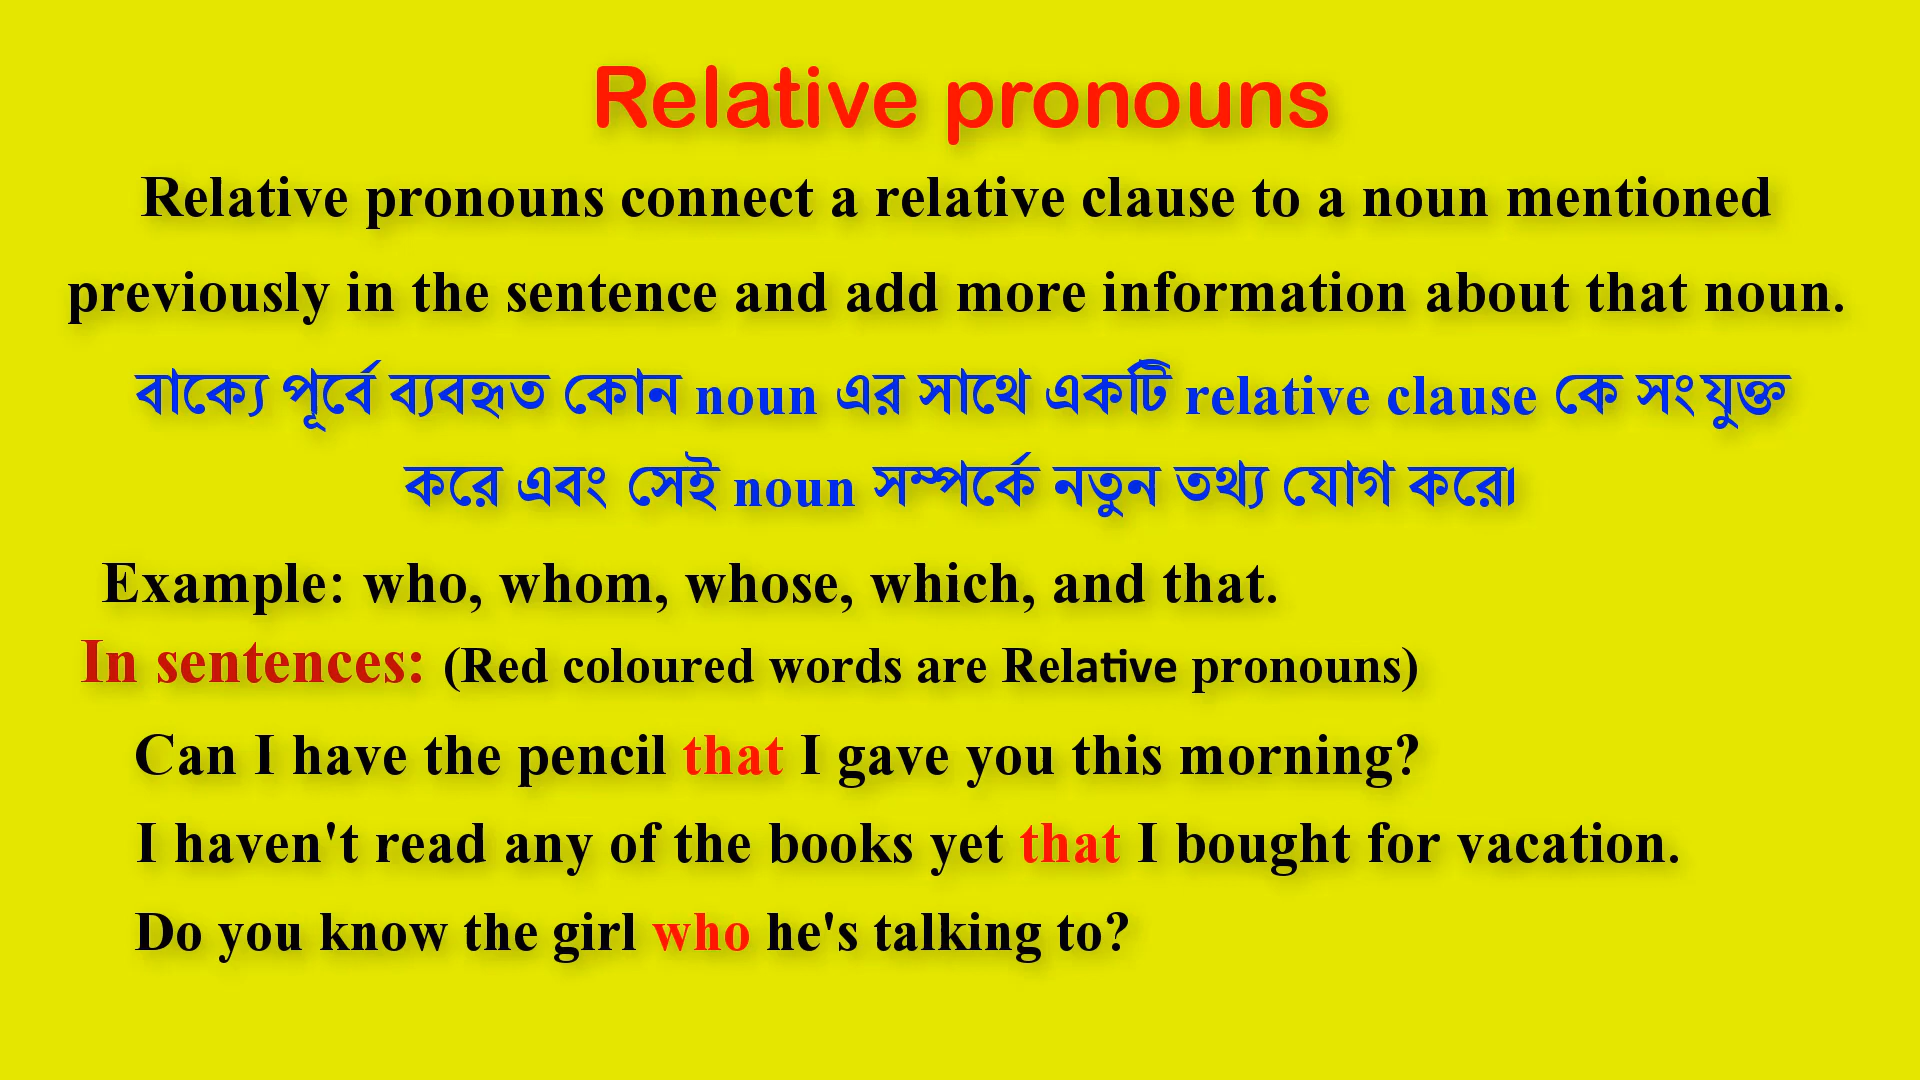 Relative pronouns
Relative pronouns connect a relative clause to a noun mentioned
previously in the sentence and add more information about that noun.
বাক্যে পূর্বে ব্যবহৃত কোন noun এর সাথে একটি relative clause কে সংযুক্ত
করে এবং সেই noun সম্পর্কে নতুন তথ্য যোগ করে।
Example: who, whom, whose, which, and that.
In sentences: (Red coloured words are Relative pronouns)
Can I have the pencil that I gave you this morning?
I haven't read any of the books yet that I bought for vacation.
Do you know the girl who he's talking to?